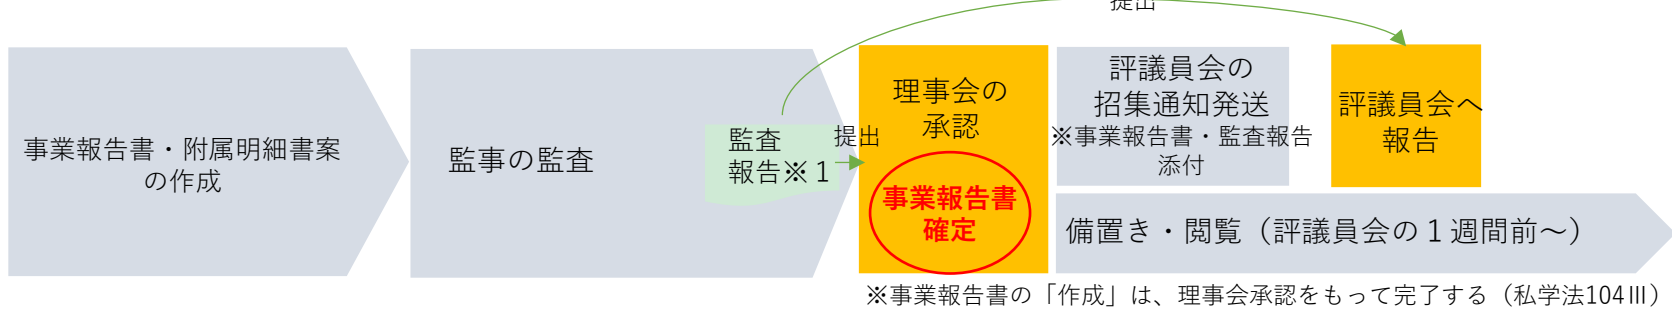 提出
事業報告書・附属明細書案
の作成
監事の監査
監査
報告※１
提出
理事会の
承認
事業報告書
確定
評議員会の
招集通知発送
※事業報告書・監査報告
添付
評議員会へ
報告
備置き・閲覧（評議員会の１週間前～）
※事業報告書の「作成」は、理事会承認をもって完了する（私学法104Ⅲ）